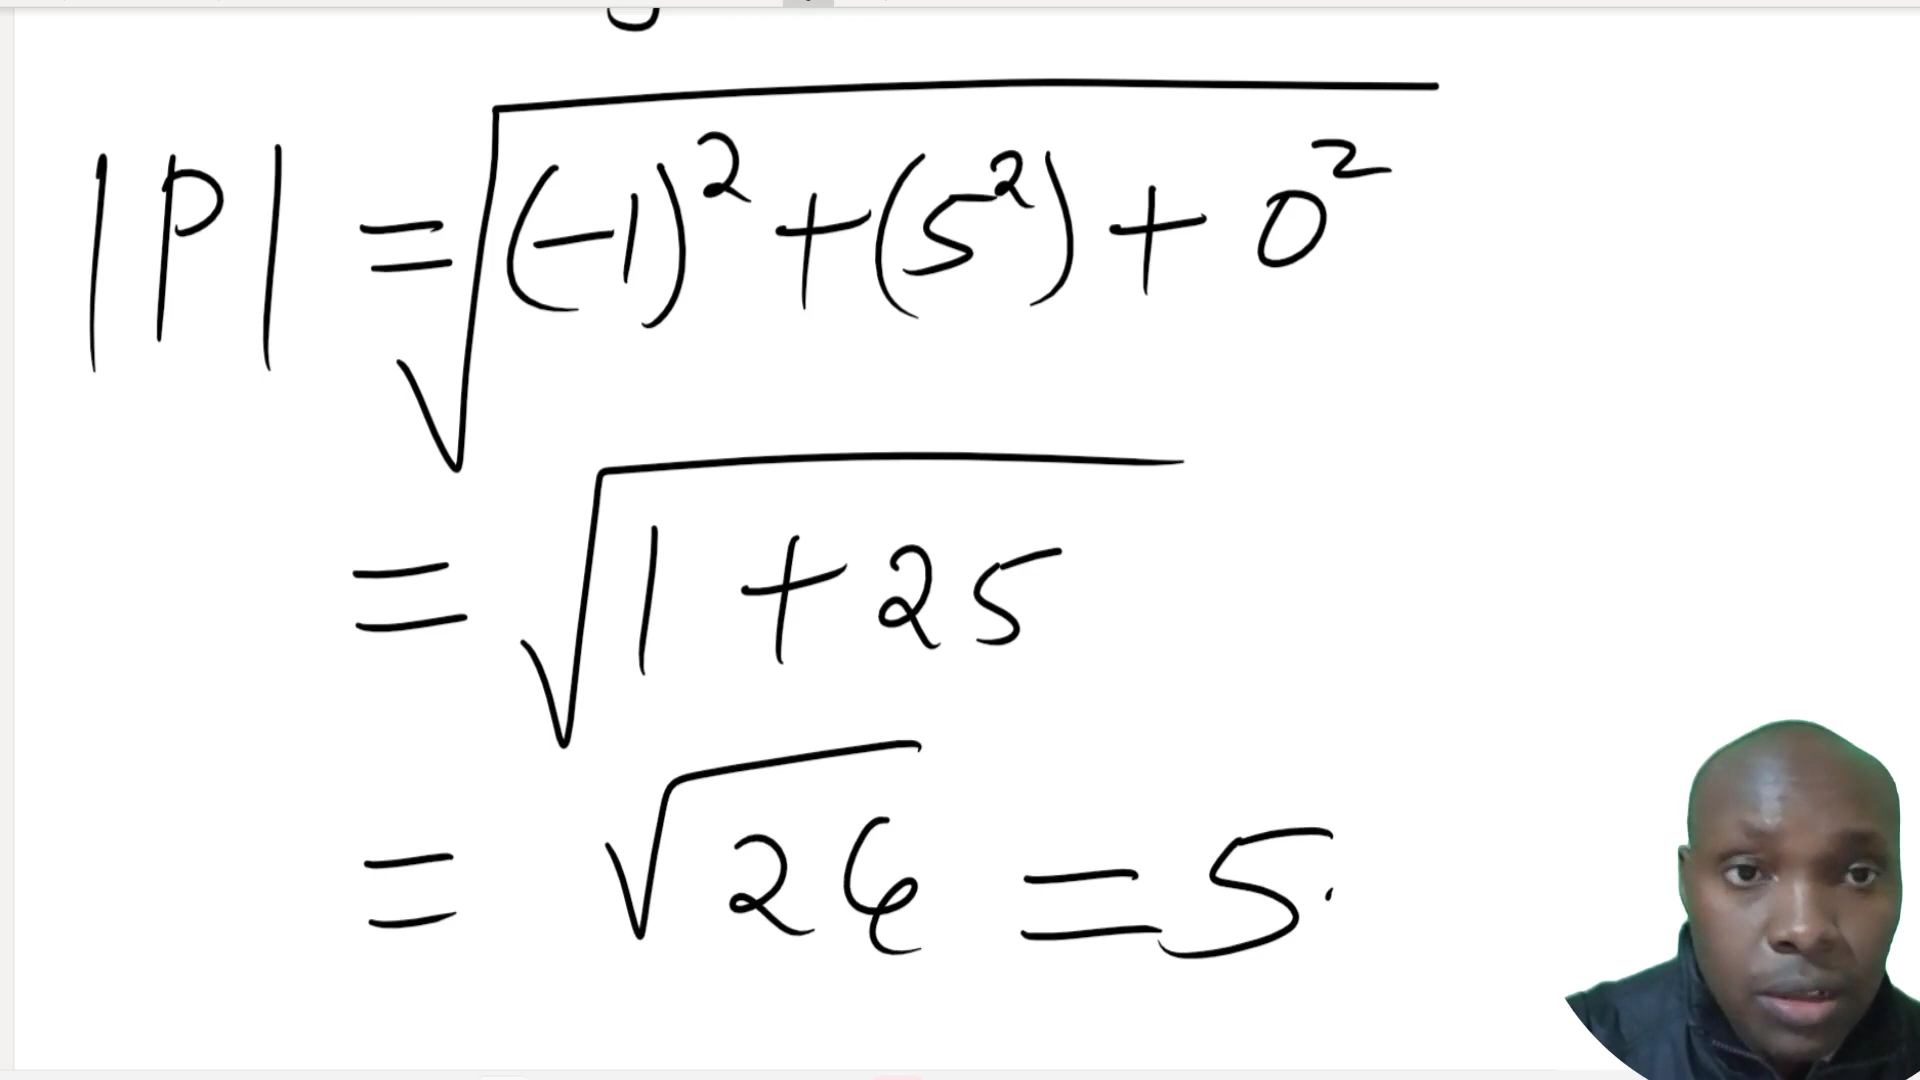 |P| = √((-1)² + (5²) + 0²)
= √(1 + 25)
= √26 = 5.